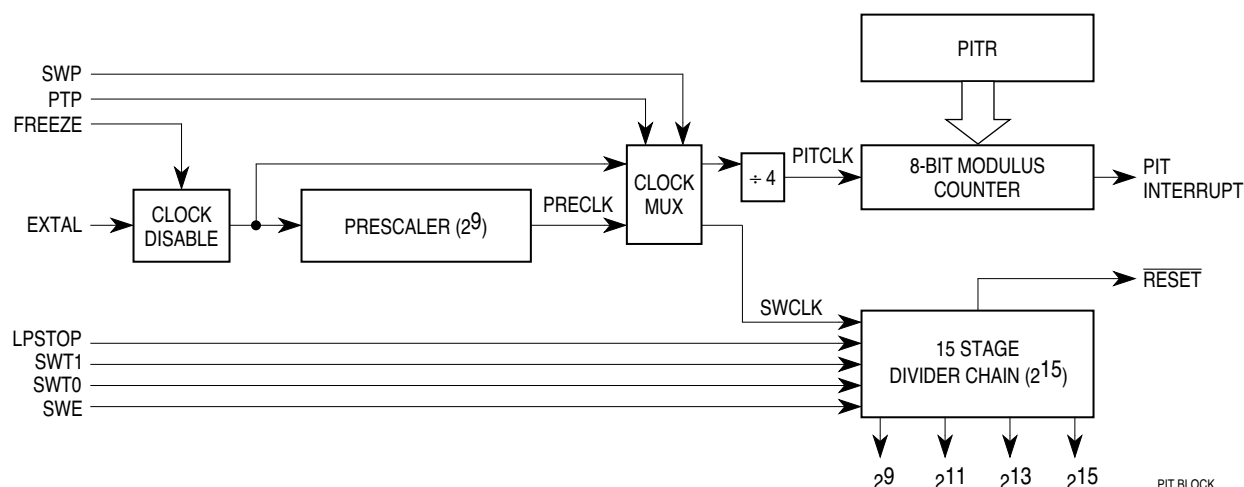 PITR
SWP
PTP
FREEZE
EXTAL
CLOCK
DISABLE
PRESCALER (2⁹)
PRECLK
CLOCK
MUX
÷ 4
PITCLK
8-BIT MODULUS
COUNTER
PIT
INTERRUPT
RESET
SWCLK
LPSTOP
SWT1
SWT0
SWE
15 STAGE
DIVIDER CHAIN (2¹⁵)
2⁹ 2¹¹ 2¹³ 2¹⁵
PIT BLOCK